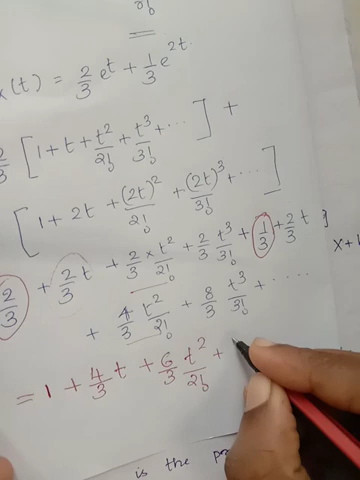 2!
x(t) = 2/3 e^t + 1/3 e^2t.
2/3 [1 + t + t^2/2! + t^3/3! + ...] +
[1 + 2t + (2t)^2/2! + (2t)^3/3! + ...]
2/3 + 2/3 t + 2/3 × t^2/2! + 2/3 t^3/3! + 1/3 + 2/3 t
+ 4/3 t^2/2! + 8/3 t^3/3! + .....
= 1 + 4/3 t + 6/3 t^2/2! +
is the